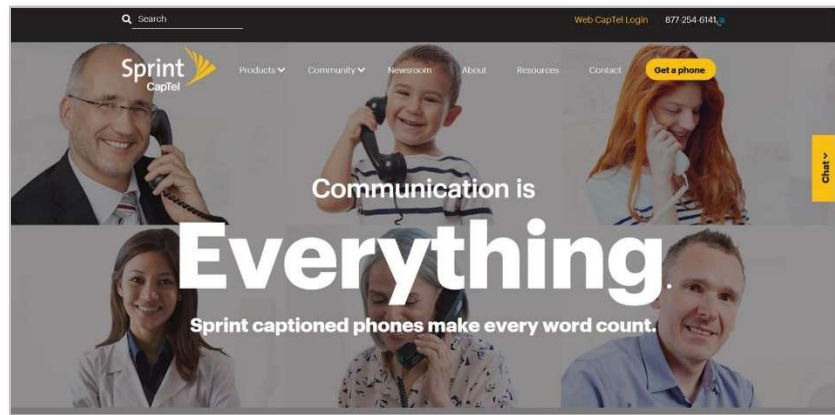 Search
Web CapTel Login 877-254-6141
Sprint
CapTel
Products Community Newsroom About Resources Contact Get a phone
Chat
Communication is
Everything.
Sprint captioned phones make every word count.